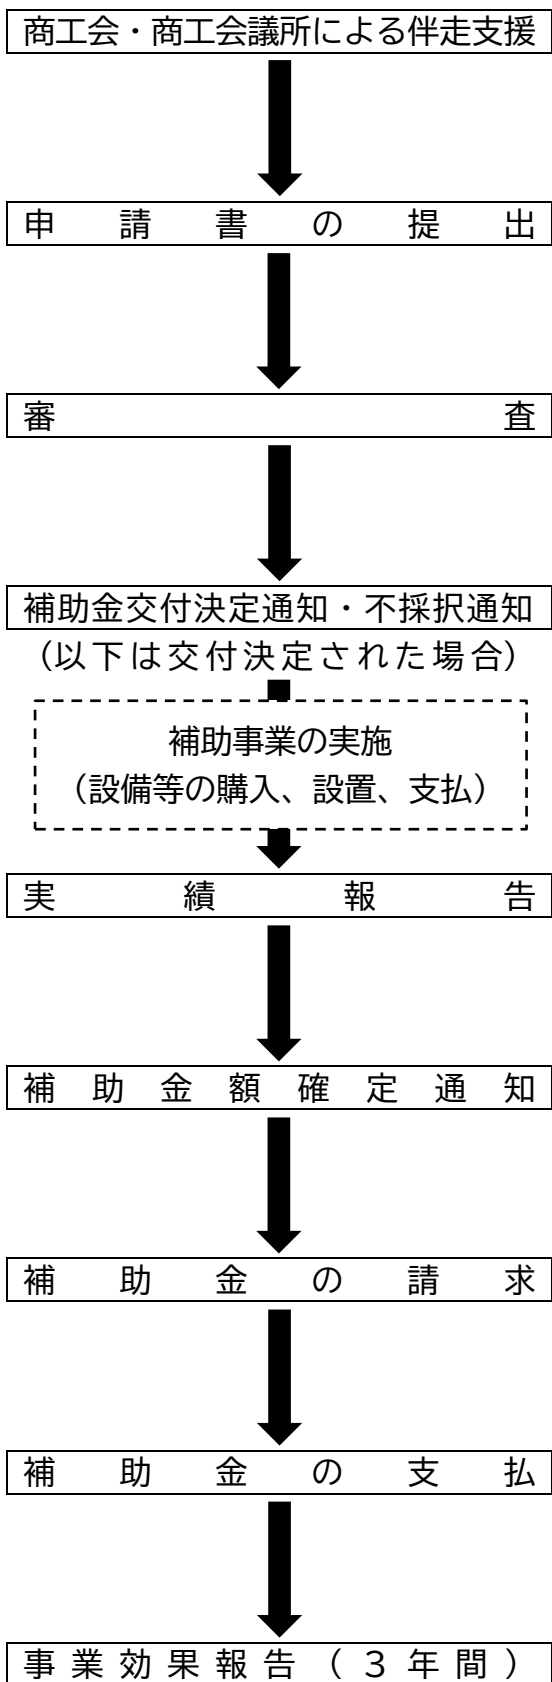 商工会・商工会議所による伴走支援
申請書の提出
審査
補助金交付決定通知・不採択通知
（以下は交付決定された場合）
補助事業の実施
（設備等の購入、設置、支払）
実績報告
補助金額確定通知
補助金の請求
補助金の支払
事業効果報告（３年間）